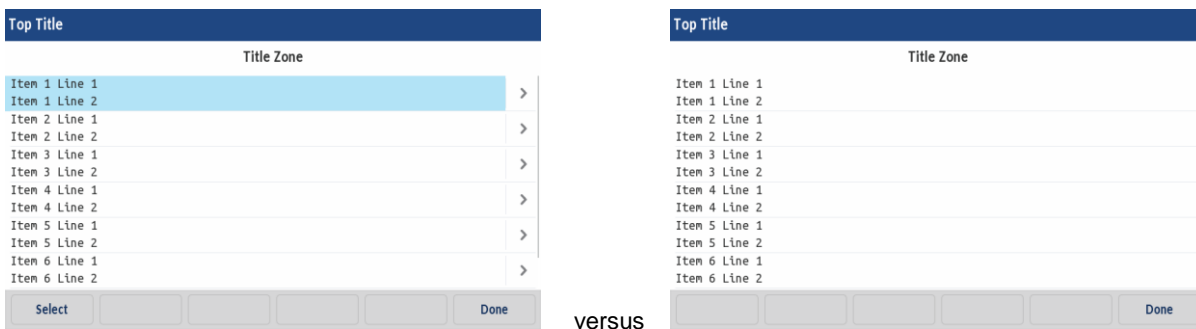 Top Title
Title Zone
Item 1 Line 1
Item 1 Line 2
Item 2 Line 1
Item 2 Line 2
Item 3 Line 1
Item 3 Line 2
Item 4 Line 1
Item 4 Line 2
Item 5 Line 1
Item 5 Line 2
Item 6 Line 1
Item 6 Line 2
Select Done
versus
Top Title
Title Zone
Item 1 Line 1
Item 1 Line 2
Item 2 Line 1
Item 2 Line 2
Item 3 Line 1
Item 3 Line 2
Item 4 Line 1
Item 4 Line 2
Item 5 Line 1
Item 5 Line 2
Item 6 Line 1
Item 6 Line 2
Done